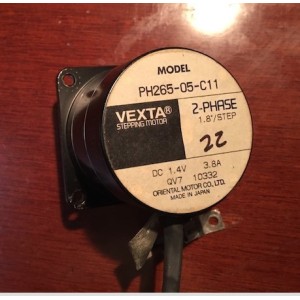 MODEL
PH265-05-C11
VEXTA® 2-PHASE
STEPPING MOTOR 1.8°/STEP
22
DC 1.4V 3.8A
QV7 10332
ORIENTAL MOTOR CO., LTD.
MADE IN JAPAN